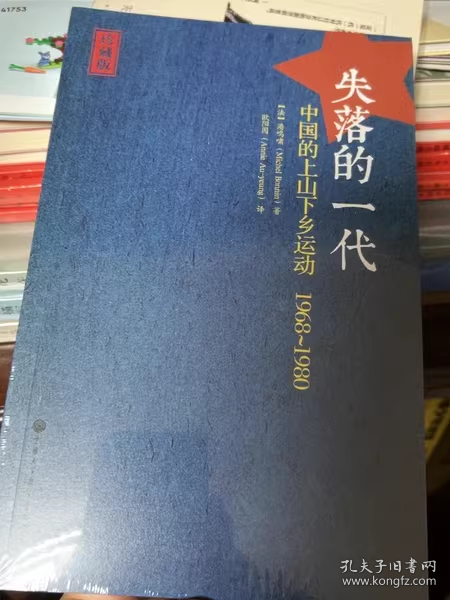 41753
珍藏版
失落的一代
中国的上山下乡运动 1968~1980
【法】潘鸣啸（Michel Bonnin）著
欧阳因（Annie Au-yeung）译
孔夫子旧书网
www.kongfz.com